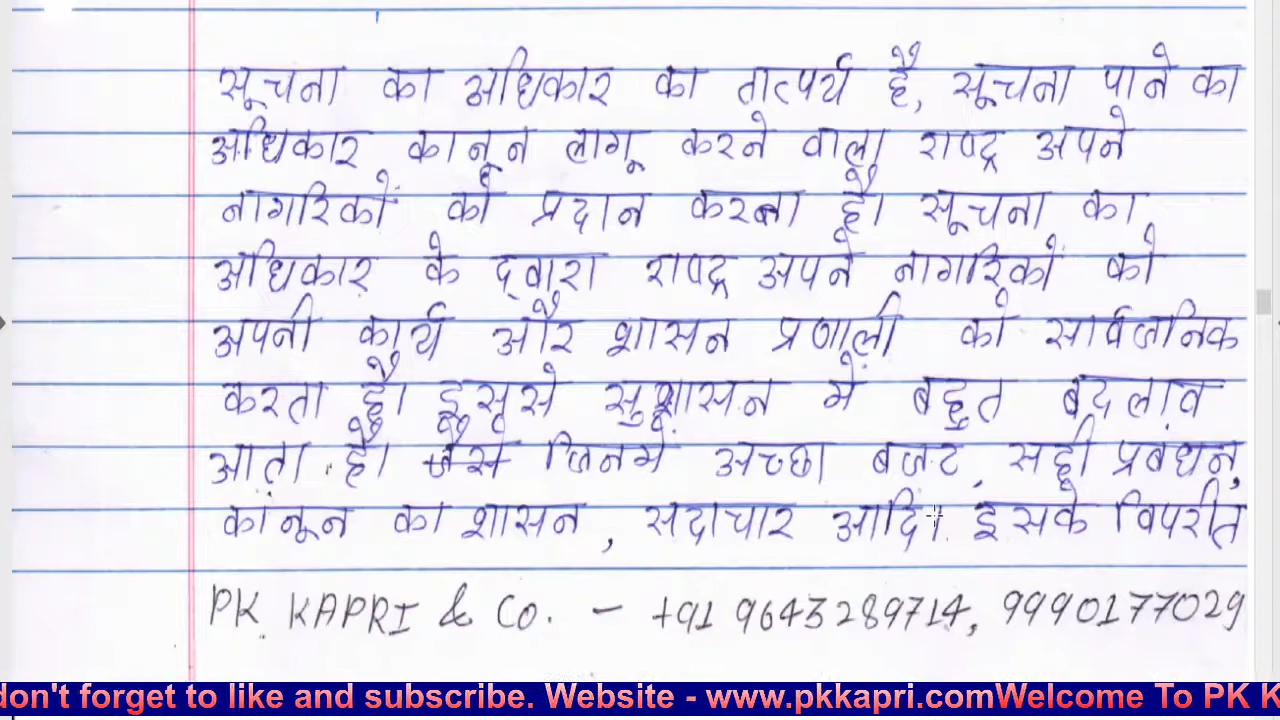 सूचना का अधिकार का तात्पर्य है, सूचना पाने का
अधिकार कानून लागू करने वाला राष्ट्र अपने
नागरिकों को प्रदान करता है। सूचना का
अधिकार के द्वारा राष्ट्र अपने नागरिकों को
अपनी कार्य और शासन प्रणाली को सार्वजनिक
करता है। इससे सुशासन में बहुत बदलाव
आता है। जैसे जिनमें अच्छा बजट, सही प्रबंधन,
कानून का शासन, सदाचार आदि। इसके विपरीत
PK KAPRI & Co. - +91 9643289714, 9990177029
don't forget to like and subscribe. Website - www.pkkapri.comWelcome To PK K